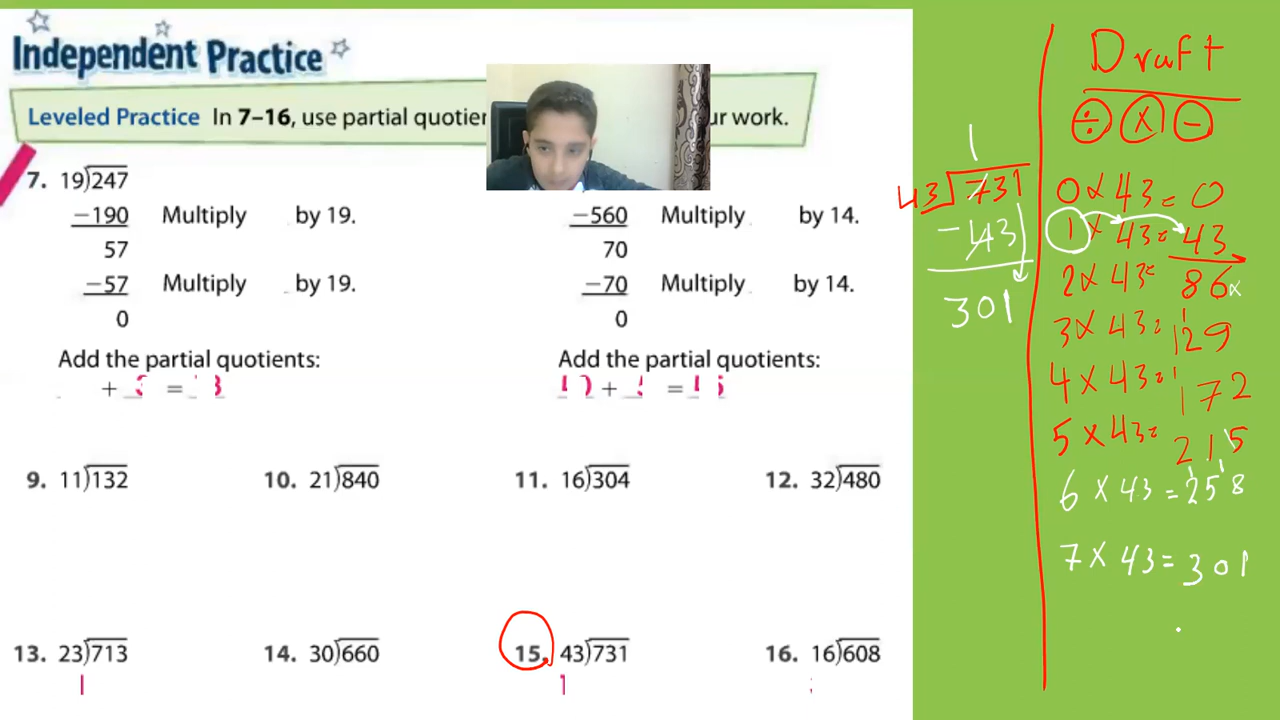 Independent Practice
Leveled Practice In 7–16, use partial quotie ur work.
7. 19)247
−190 Multiply by 19.
57
−57 Multiply by 19.
0
Add the partial quotients:
+ 3 = 13
−560 Multiply by 14.
70
−70 Multiply by 14.
0
Add the partial quotients:
10 + 5 = 15
9. 11)132
10. 21)840
11. 16)304
12. 32)480
13. 23)713
14. 30)660
15. 43)731
16. 16)608
1
43)731
−43
301
Draft
÷ × −
0 × 43 = 0
1 × 43 = 43
2 × 43 = 86
3 × 43 = 129
4 × 43 = 172
5 × 43 = 215
6 × 43 = 258
7 × 43 = 301